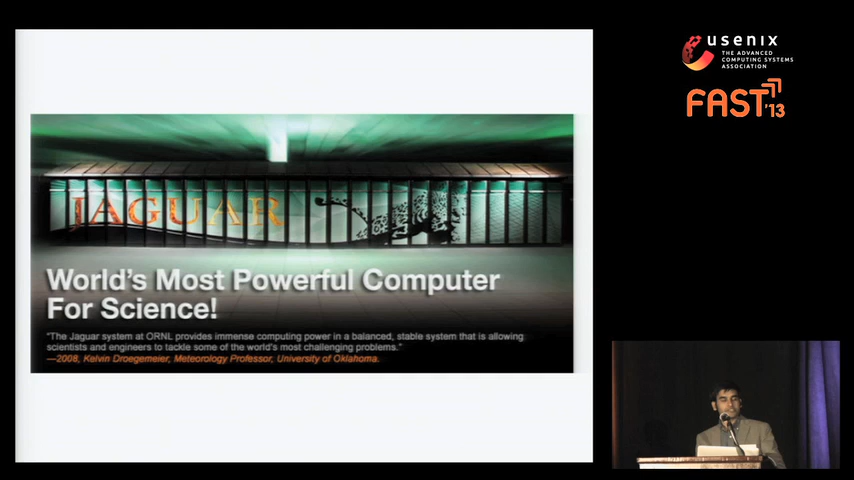 usenix
THE ADVANCED
COMPUTING SYSTEMS
ASSOCIATION
FAST'13
JAGUAR
World's Most Powerful Computer
For Science!
"The Jaguar system at ORNL provides immense computing power in a balanced, stable system that is allowing
scientists and engineers to tackle some of the world's most challenging problems."
—2008, Kelvin Droegemeier, Meteorology Professor, University of Oklahoma.